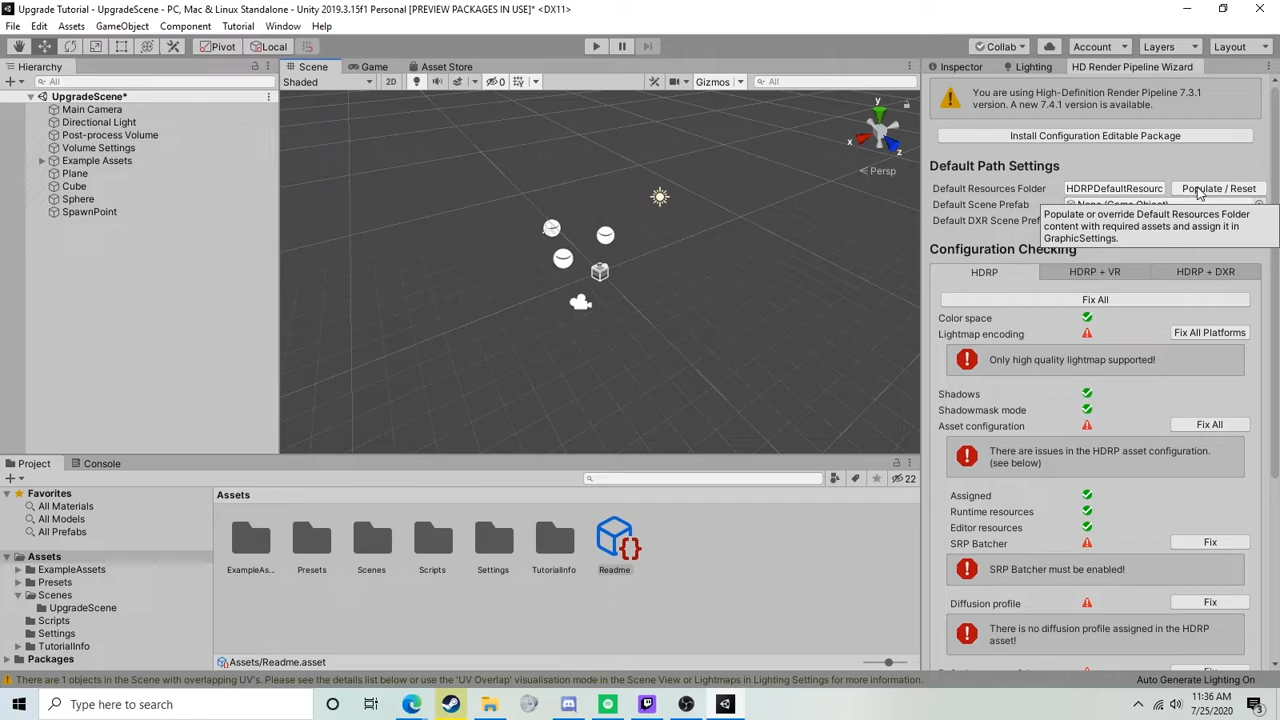 Upgrade Tutorial - UpgradeScene - PC, Mac & Linux Standalone - Unity 2019.3.15f1 Personal [PREVIEW PACKAGES IN USE]* <DX11>
File Edit Assets GameObject Component Tutorial Window Help
Pivot Local Collab Account Layers Layout
Hierarchy
All
UpgradeScene*
Main Camera
Directional Light
Post-process Volume
Volume Settings
Example Assets
Plane
Cube
Sphere
SpawnPoint
Scene Game Asset Store
Shaded 2D 0 Gizmos All
y
x
z
Persp
Inspector Lighting HD Render Pipeline Wizard
You are using High-Definition Render Pipeline 7.3.1
version. A new 7.4.1 version is available.
Install Configuration Editable Package
Default Path Settings
Default Resources Folder HDRPDefaultResourc Populate / Reset
Default Scene Prefab
Default DXR Scene Pref
Populate or override Default Resources Folder
content with required assets and assign it in
GraphicSettings.
Configuration Checking
HDRP HDRP + VR HDRP + DXR
Fix All
Color space
Lightmap encoding Fix All Platforms
Only high quality lightmap supported!
Shadows
Shadowmask mode
Asset configuration Fix All
There are issues in the HDRP asset configuration.
(see below)
Assigned
Runtime resources
Editor resources
SRP Batcher Fix
SRP Batcher must be enabled!
Diffusion profile Fix
There is no diffusion profile assigned in the HDRP
asset!
Project Console
22
Favorites
All Materials
All Models
All Prefabs
Assets
ExampleAssets
Presets
Scenes
UpgradeScene
Scripts
Settings
TutorialInfo
Packages
Assets
ExampleAs... Presets Scenes Scripts Settings TutorialInfo Readme
Assets/Readme.asset
There are 1 objects in the Scene with overlapping UV's. Please see the details list below or use the 'UV Overlap' visualisation mode in the Scene View or Lightmaps in Lighting Settings for more information.
Auto Generate Lighting On
Type here to search
11:36 AM
7/25/2020
3